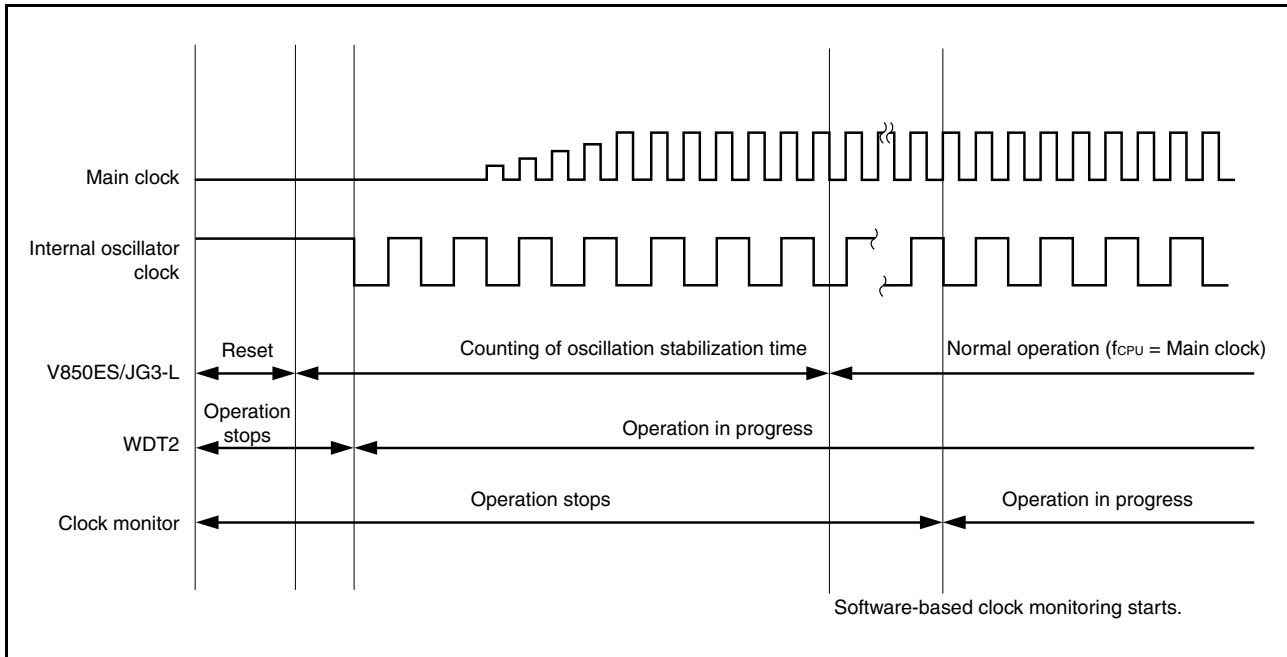 Main clock
Internal oscillator
clock
Reset
Counting of oscillation stabilization time
Normal operation (fCPU = Main clock)
V850ES/JG3-L
Operation
stops
Operation in progress
WDT2
Operation stops
Operation in progress
Clock monitor
Software-based clock monitoring starts.